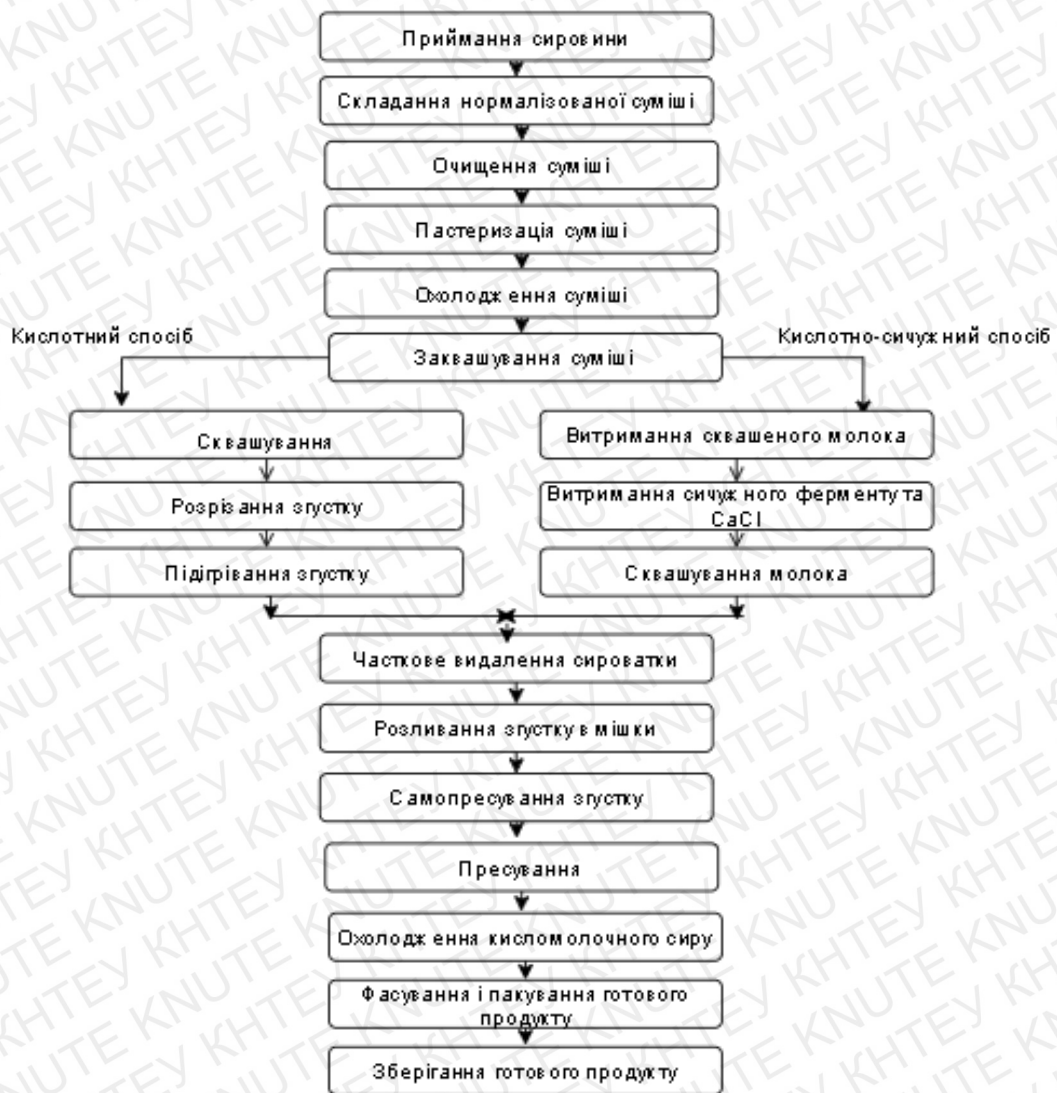 Приймання сировини
Складання нормалізованої суміші
Очищення суміші
Пастеризація суміші
Охолодження суміші
Кислотний спосіб
Кислотно-сичужний спосіб
Заквашування суміші
Сквашування
Розрізання згустку
Підігрівання згустку
Витримання сквашеного молока
Витримання сичужного ферменту та
CaCl
Сквашування молока
Часткове видалення сироватки
Розливання згустку в мішки
Самопресування згустку
Пресування
Охолодження кисломолочного сиру
Фасування і пакування готового
продукту
Зберігання готового продукту
KNUTE КНТЕУ